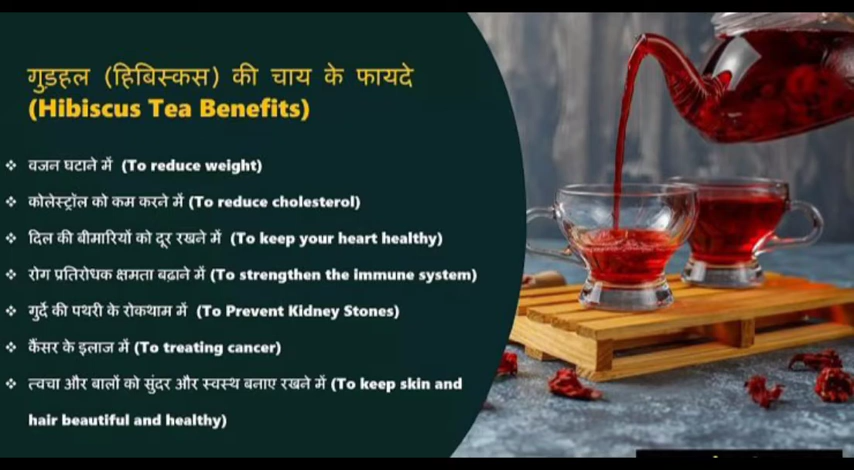 गुड़हल (हिबिस्कस) की चाय के फायदे
(Hibiscus Tea Benefits)
❖ वजन घटाने में (To reduce weight)
❖ कोलेस्ट्रॉल को कम करने में (To reduce cholesterol)
❖ दिल की बीमारियों को दूर रखने में (To keep your heart healthy)
❖ रोग प्रतिरोधक क्षमता बढ़ाने में (To strengthen the immune system)
❖ गुर्दे की पथरी के रोकथाम में (To Prevent Kidney Stones)
❖ कैंसर के इलाज में (To treating cancer)
❖ त्वचा और बालों को सुंदर और स्वस्थ बनाए रखने में (To keep skin and
hair beautiful and healthy)